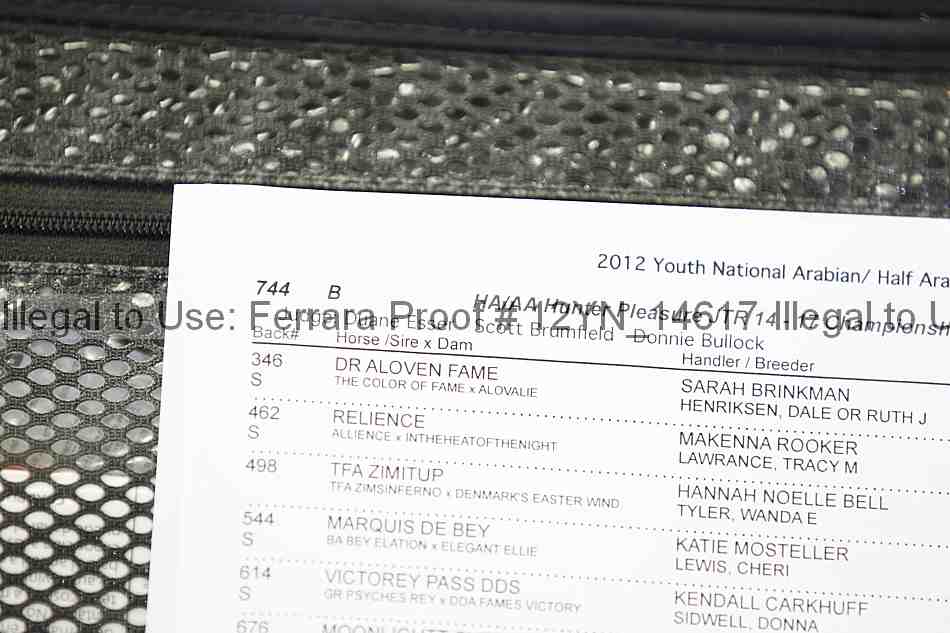 2012 Youth National Arabian/ Half Ara
744 B HA/AA Hunter Pleasure JTR 14 - 17 Championsh
Illegal to Use: Ferrara Proof # 12YN 14617 Illegal to U
Judge Duane Esser Scott Brumfield Donnie Bullock
Back# Horse /Sire x Dam Handler / Breeder
346 DR ALOVEN FAME SARAH BRINKMAN
S THE COLOR OF FAME x ALOVALIE HENRIKSEN, DALE OR RUTH J
462 RELIENCE MAKENNA ROOKER
S ALLIENCE x INTHEHEATOFTHENIGHT LAWRANCE, TRACY M
498 TFA ZIMITUP HANNAH NOELLE BELL
TFA ZIMSINFERNO x DENMARK'S EASTER WIND TYLER, WANDA E
544 MARQUIS DE BEY KATIE MOSTELLER
S BA BEY ELATION x ELEGANT ELLIE LEWIS, CHERI
614 VICTOREY PASS DDS KENDALL CARKHUFF
S GR PSYCHES REY x DDA FAMES VICTORY SIDWELL, DONNA
676 MOONLIGHT